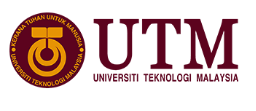 KERANA TUHAN UNTUK MANUSIA
UNIVERSITI TEKNOLOGI MALAYSIA
UTM
UNIVERSITI TEKNOLOGI MALAYSIA